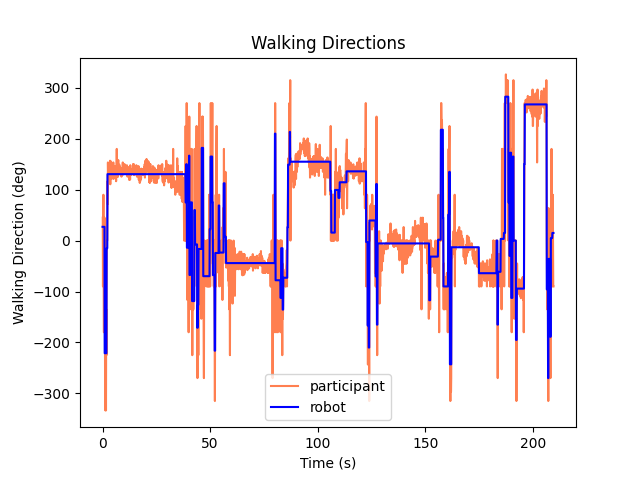 Walking Directions
Walking Direction (deg)
300
200
100
0
−100
−200
−300
participant
robot
0
50
100
150
200
Time (s)